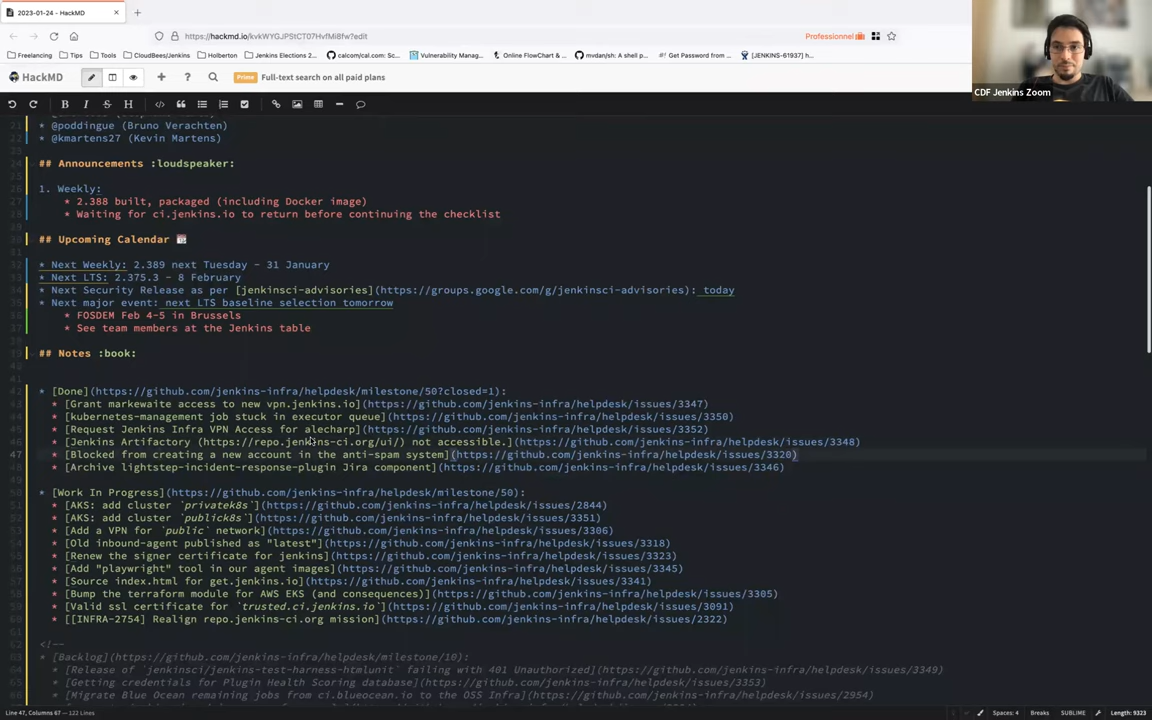 2023-01-24 - HackMD
https://hackmd.io/kvkWYGJPStCT07HvfMi8fw?edit
Professionnel
Freelancing
Tips
Tools
CloudBees/Jenkins
Holberton
Jenkins Elections 2...
calcom/cal.com: Sc...
Vulnerability Manag...
Online FlowChart & ...
mvdan/sh: A shell p...
Get Password from ...
[JENKINS-61937] h...
HackMD
Prime Full-text search on all paid plans
CDF Jenkins Zoom
21 * @poddingue (Bruno Verachten)
22 * @kmartens27 (Kevin Martens)
## Announcements :loudspeaker:
1. Weekly:
* 2.388 built, packaged (including Docker image)
* Waiting for ci.jenkins.io to return before continuing the checklist
## Upcoming Calendar 📆
* Next Weekly: 2.389 next Tuesday - 31 January
* Next LTS: 2.375.3 - 8 February
* Next Security Release as per [jenkinsci-advisories](https://groups.google.com/g/jenkinsci-advisories): today
* Next major event: next LTS baseline selection tomorrow
* FOSDEM Feb 4-5 in Brussels
* See team members at the Jenkins table
## Notes :book:
* [Done](https://github.com/jenkins-infra/helpdesk/milestone/50?closed=1):
* [Grant markewaite access to new vpn.jenkins.io](https://github.com/jenkins-infra/helpdesk/issues/3347)
* [kubernetes-management job stuck in executor queue](https://github.com/jenkins-infra/helpdesk/issues/3350)
* [Request Jenkins Infra VPN Access for alecharp](https://github.com/jenkins-infra/helpdesk/issues/3352)
* [Jenkins Artifactory (https://repo.jenkins-ci.org/ui/) not accessible.](https://github.com/jenkins-infra/helpdesk/issues/3348)
47 * [Blocked from creating a new account in the anti-spam system](https://github.com/jenkins-infra/helpdesk/issues/3320)
* [Archive lightstep-incident-response-plugin Jira component](https://github.com/jenkins-infra/helpdesk/issues/3346)
* [Work In Progress](https://github.com/jenkins-infra/helpdesk/milestone/50):
* [AKS: add cluster `privatek8s`](https://github.com/jenkins-infra/helpdesk/issues/2844)
* [AKS: add cluster `publick8s`](https://github.com/jenkins-infra/helpdesk/issues/3351)
* [Add a VPN for `public` network](https://github.com/jenkins-infra/helpdesk/issues/3306)
* [Old inbound-agent published as "latest"](https://github.com/jenkins-infra/helpdesk/issues/3318)
* [Renew the signer certificate for jenkins](https://github.com/jenkins-infra/helpdesk/issues/3323)
* [Add "playwright" tool in our agent images](https://github.com/jenkins-infra/helpdesk/issues/3345)
* [Source index.html for get.jenkins.io](https://github.com/jenkins-infra/helpdesk/issues/3341)
* [Bump the terraform module for AWS EKS (and consequences)](https://github.com/jenkins-infra/helpdesk/issues/3305)
* [Valid ssl certificate for `trusted.ci.jenkins.io`](https://github.com/jenkins-infra/helpdesk/issues/3091)
* [[INFRA-2754] Realign repo.jenkins-ci.org mission](https://github.com/jenkins-infra/helpdesk/issues/2322)
<!--
* [Backlog](https://github.com/jenkins-infra/helpdesk/milestone/10):
* [Release of `jenkinsci/jenkins-test-harness-htmlunit` failing with 401 Unauthorized](https://github.com/jenkins-infra/helpdesk/issues/3349)
* [Getting credentials for Plugin Health Scoring database](https://github.com/jenkins-infra/helpdesk/issues/3353)
* [Migrate Blue Ocean remaining jobs from ci.blueocean.io to the OSS Infra](https://github.com/jenkins-infra/helpdesk/issues/2954)
Line 47, Columns 67 — 122 Lines
Spaces: 4
Breaks
SUBLIME
Length: 9323